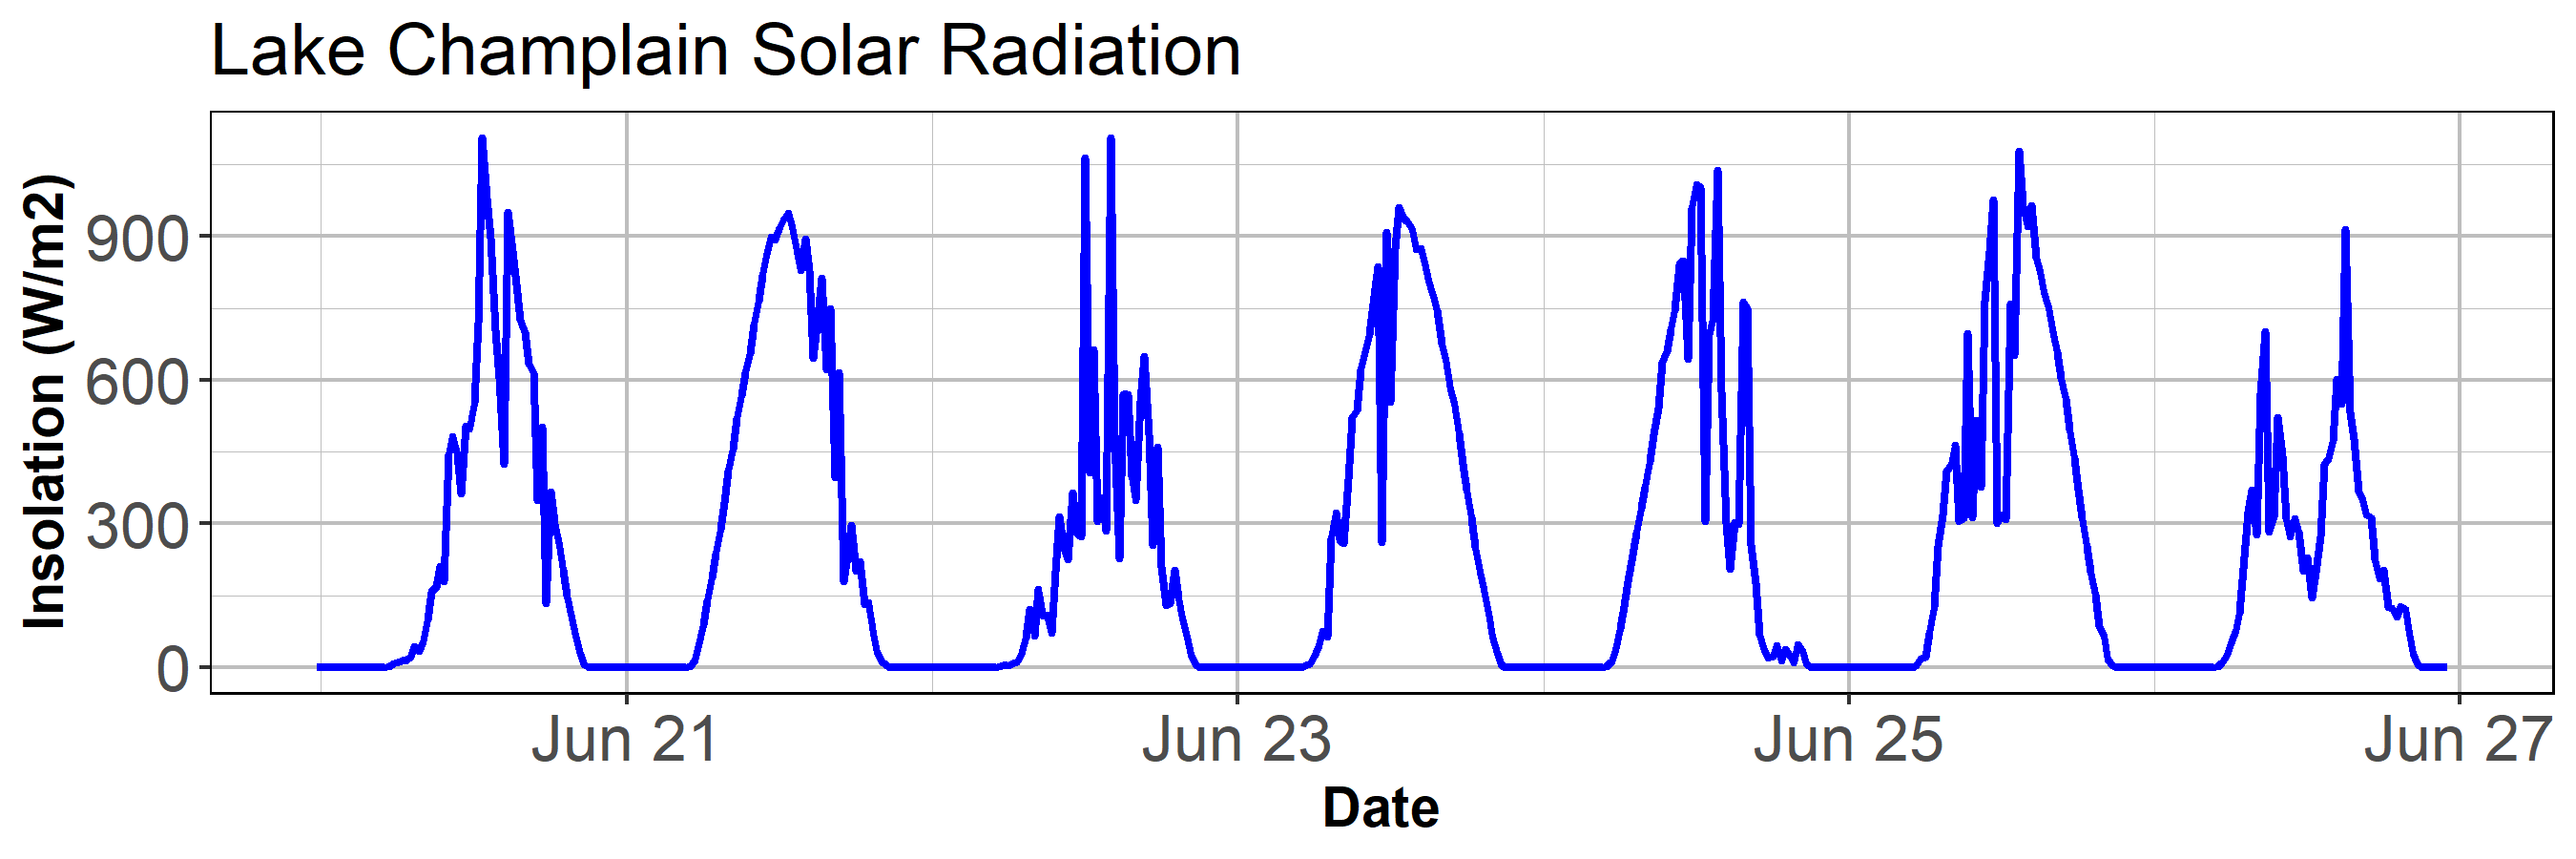 Lake Champlain Solar Radiation
Insolation (W/m2)
900
600
300
0
Jun 21 Jun 23 Jun 25 Jun 27
Date